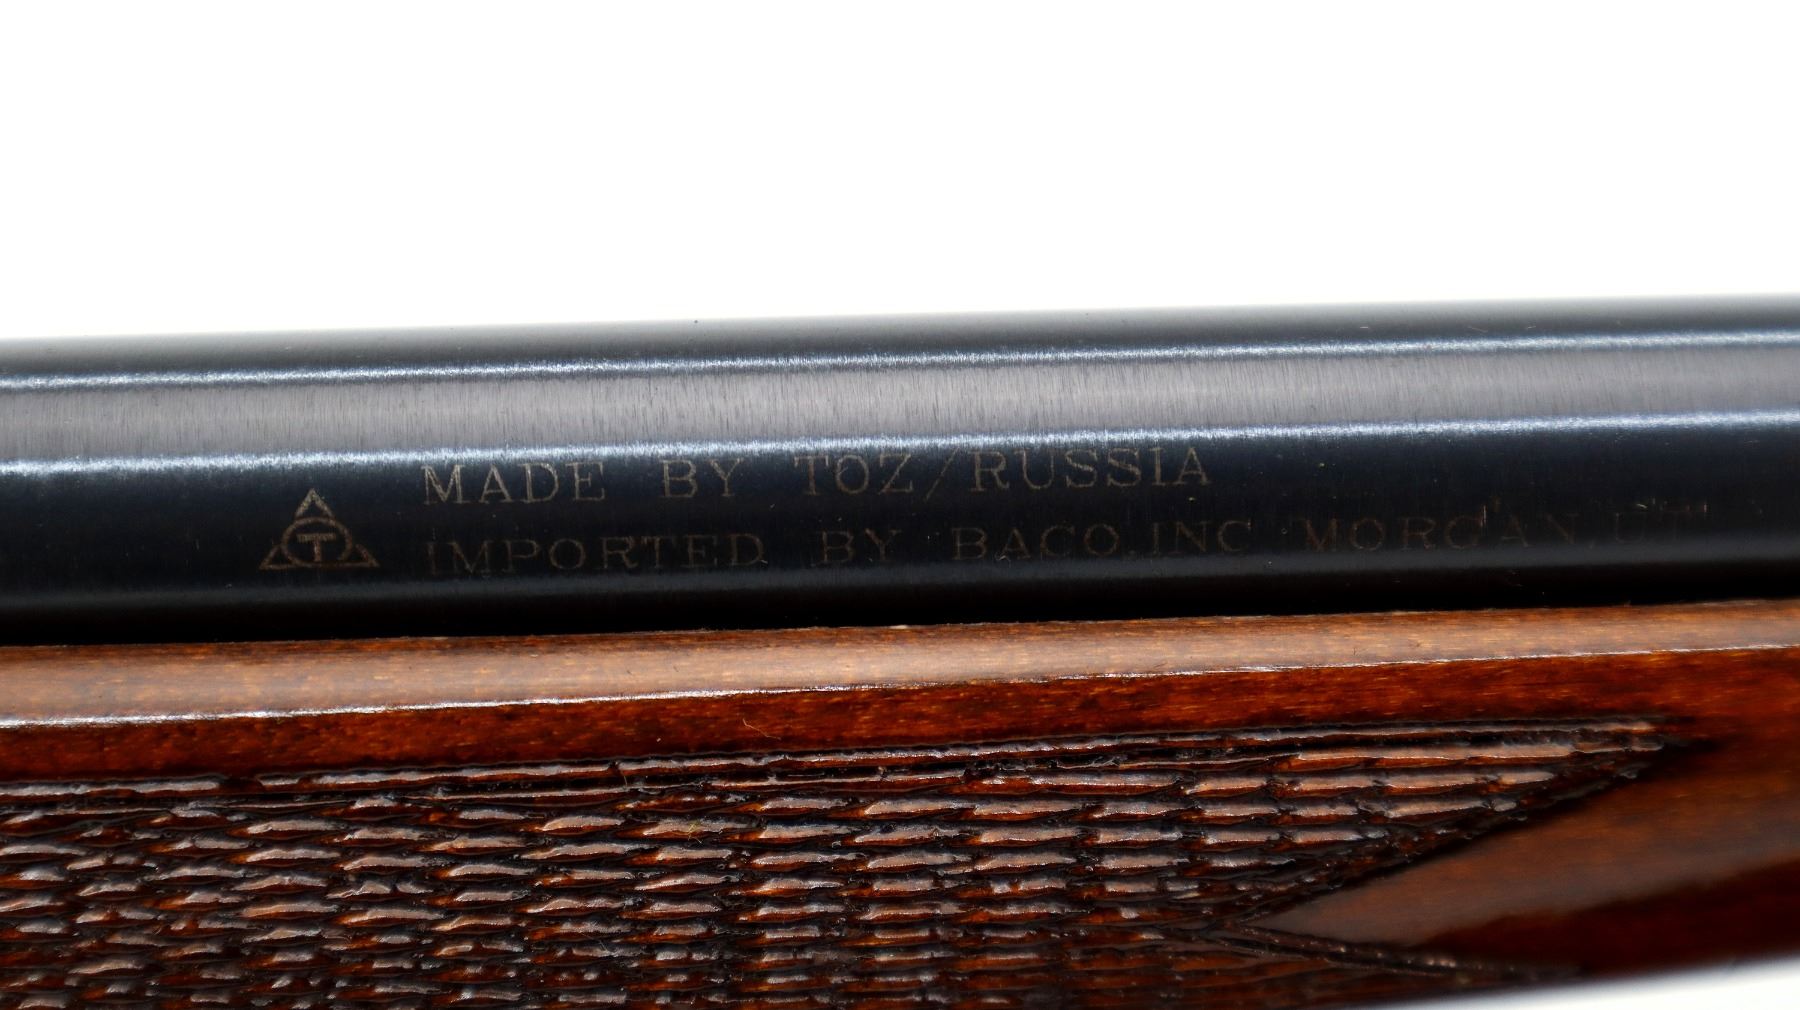 MADE BY TOZ/RUSSIA
T
IMPORTED BY BACO.INC MORGAN.UT